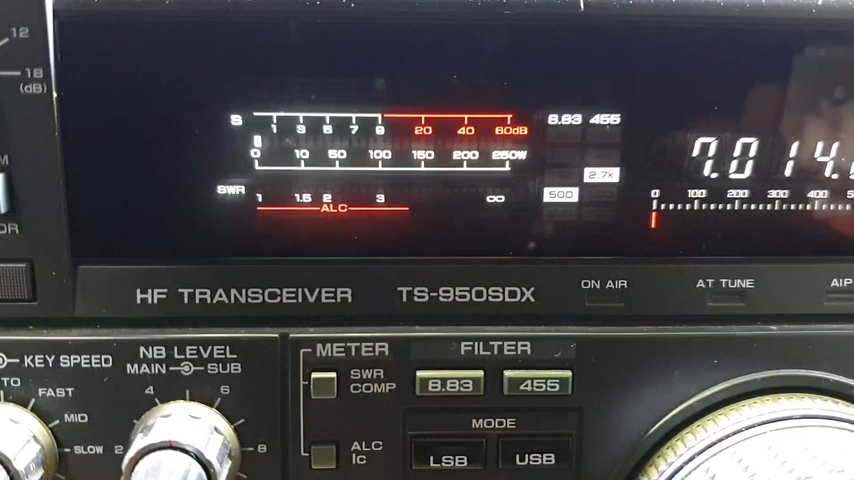 12
18
(dB)
S 1 3 5 7 9 20 40 60dB
8.83 455
0 10 50 100 150 200 250W
2.7k
500
SWR 1 1.5 2 3 ∞
ALC
7.014.
0 100 200 300 400
HF TRANSCEIVER TS-950SDX
ON AIR
AT TUNE
AIP
KEY SPEED
FAST
MID
SLOW
NB LEVEL
MAIN SUB
2 4 6 8
METER
SWR
COMP
ALC
Ic
FILTER
8.83 455
MODE
LSB USB